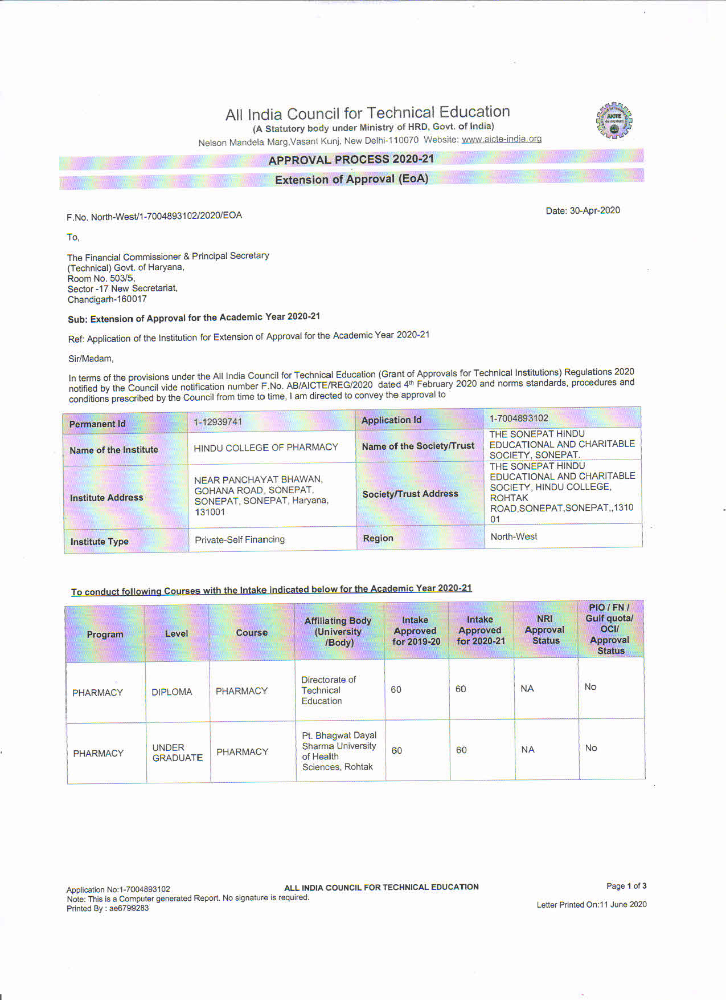 All India Council for Technical Education
(A Statutory body under Ministry of HRD, Govt. of India)
Nelson Mandela Marg,Vasant Kunj, New Delhi-110070 Website: www.aicte-india.org
AICTE
APPROVAL PROCESS 2020-21
Extension of Approval (EoA)
F.No. North-West/1-7004893102/2020/EOA
Date: 30-Apr-2020
To,
The Financial Commissioner & Principal Secretary
(Technical) Govt. of Haryana,
Room No. 503/5,
Sector -17 New Secretariat,
Chandigarh-160017
Sub: Extension of Approval for the Academic Year 2020-21
Ref: Application of the Institution for Extension of Approval for the Academic Year 2020-21
Sir/Madam,
In terms of the provisions under the All India Council for Technical Education (Grant of Approvals for Technical Institutions) Regulations 2020
notified by the Council vide notification number F.No. AB/AICTE/REG/2020 dated 4th February 2020 and norms standards, procedures and
conditions prescribed by the Council from time to time, I am directed to convey the approval to
Permanent Id
1-12939741
Application Id
1-7004893102
Name of the Institute
HINDU COLLEGE OF PHARMACY
Name of the Society/Trust
THE SONEPAT HINDU
EDUCATIONAL AND CHARITABLE
SOCIETY, SONEPAT.
Institute Address
NEAR PANCHAYAT BHAWAN,
GOHANA ROAD, SONEPAT,
SONEPAT, SONEPAT, Haryana,
131001
Society/Trust Address
THE SONEPAT HINDU
EDUCATIONAL AND CHARITABLE
SOCIETY, HINDU COLLEGE,
ROHTAK
ROAD,SONEPAT,SONEPAT,,1310
01
Institute Type
Private-Self Financing
Region
North-West
To conduct following Courses with the Intake indicated below for the Academic Year 2020-21
Program
Level
Course
Affiliating Body
(University
/Body)
Intake
Approved
for 2019-20
Intake
Approved
for 2020-21
NRI
Approval
Status
PIO / FN /
Gulf quota/
OCI/
Approval
Status
PHARMACY
DIPLOMA
PHARMACY
Directorate of
Technical
Education
60
60
NA
No
PHARMACY
UNDER
GRADUATE
PHARMACY
Pt. Bhagwat Dayal
Sharma University
of Health
Sciences, Rohtak
60
60
NA
No
Application No:1-7004893102
ALL INDIA COUNCIL FOR TECHNICAL EDUCATION
Page 1 of 3
Note: This is a Computer generated Report. No signature is required.
Printed By : ae6799283
Letter Printed On:11 June 2020